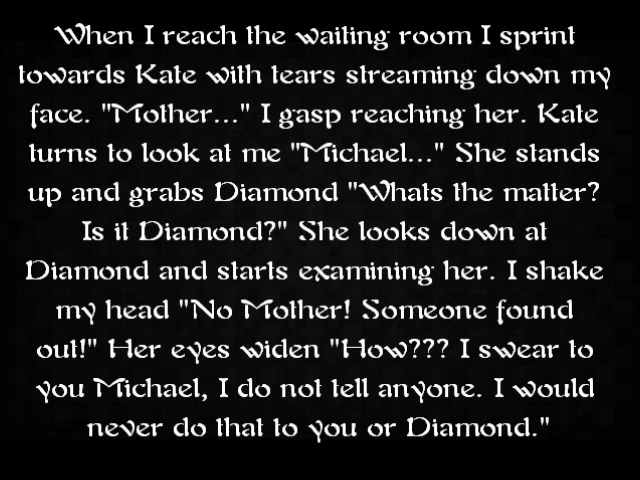 When I reach the waiting room I sprint
towards Kate with tears streaming down my
face. "Mother..." I gasp reaching her. Kate
turns to look at me "Michael..." She stands
up and grabs Diamond "Whats the matter?
Is it Diamond?" She looks down at
Diamond and starts examining her. I shake
my head "No Mother! Someone found
out!" Her eyes widen "How??? I swear to
you Michael, I do not tell anyone. I would
never do that to you or Diamond."